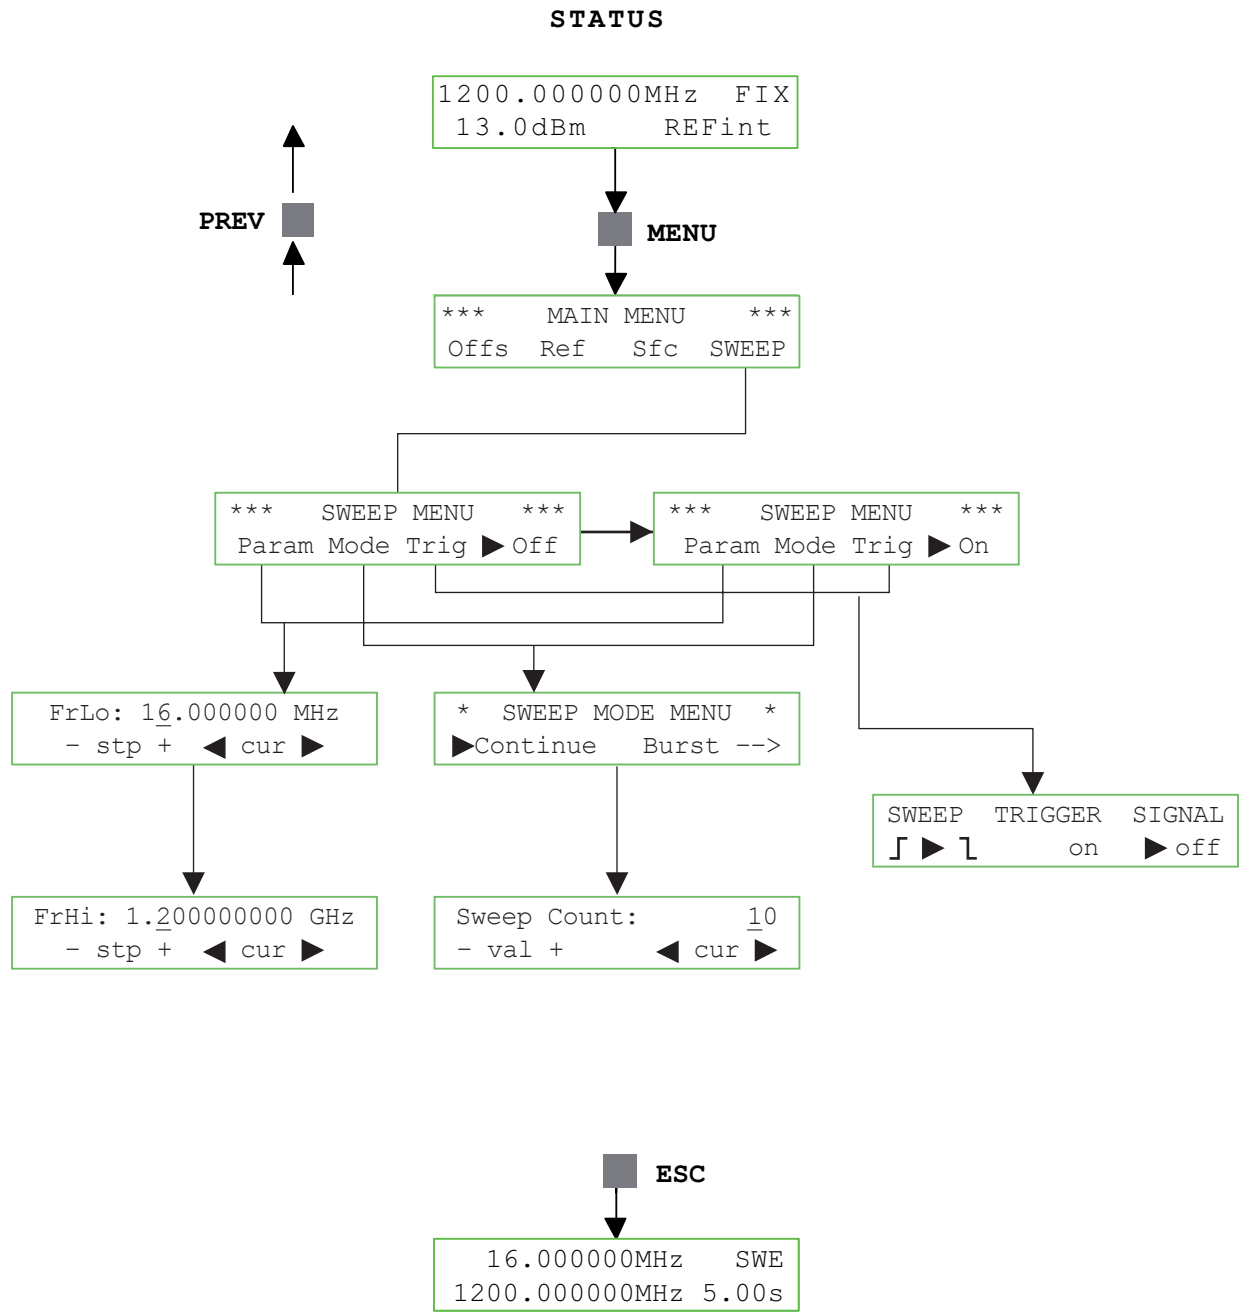 STATUS
1200.000000MHz FIX
13.0dBm REFint
PREV
MENU
*** MAIN MENU ***
Offs Ref Sfc SWEEP
*** SWEEP MENU ***
Param Mode Trig ▶ Off
*** SWEEP MENU ***
Param Mode Trig ▶ On
FrLo: 16.000000 MHz
- stp + ◀ cur ▶
* SWEEP MODE MENU *
▶Continue Burst -->
SWEEP TRIGGER SIGNAL
▶ on ▶ off
FrHi: 1.200000000 GHz
- stp + ◀ cur ▶
Sweep Count: 10
- val + ◀ cur ▶
ESC
16.000000MHz SWE
1200.000000MHz 5.00s